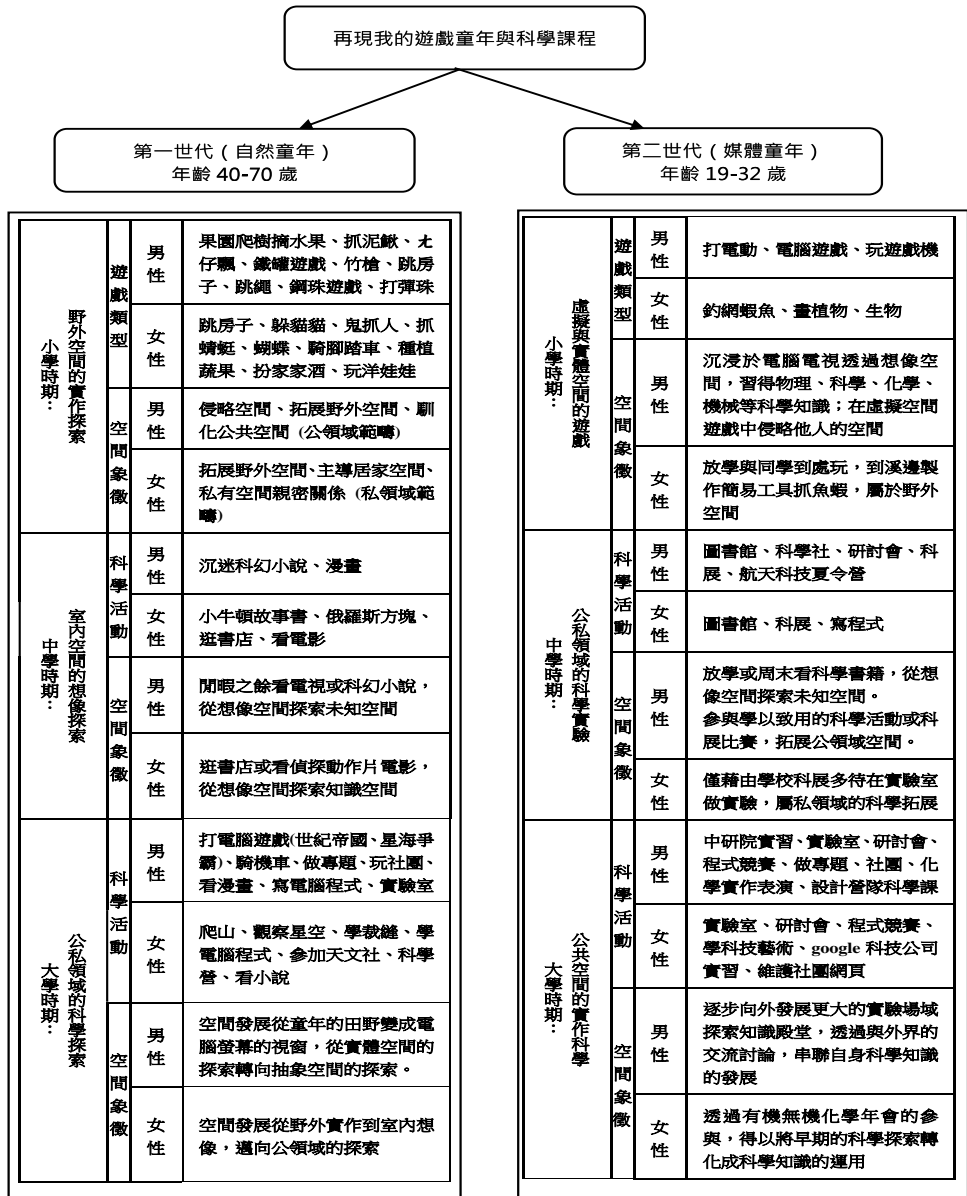 再現我的遊戲童年與科學課程
第一世代（自然童年）
年齡 40-70 歲
小學時期：
野外空間的實作探索
遊戲類型
男性
果園爬樹摘水果、抓泥鰍、尢
仔飄、鐵罐遊戲、竹槍、跳房
子、跳繩、鋼珠遊戲、打彈珠
女性
跳房子、躲貓貓、鬼抓人、抓
蜻蜓、蝴蝶、騎腳踏車、種植
蔬果、扮家家酒、玩洋娃娃
空間象徵
男性
侵略空間、拓展野外空間、馴
化公共空間 (公領域範疇)
女性
拓展野外空間、主導居家空間、
私有空間親密關係 (私領域範
疇)
中學時期：
室內空間的想像探索
科學活動
男性
沉迷科幻小說、漫畫
女性
小牛頓故事書、俄羅斯方塊、
逛書店、看電影
空間象徵
男性
閒暇之餘看電視或科幻小說，
從想像空間探索未知空間
女性
逛書店或看偵探動作片電影，
從想像空間探索知識空間
大學時期：
公私領域的科學探索
科學活動
男性
打電腦遊戲(世紀帝國、星海爭
霸)、騎機車、做專題、玩社團、
看漫畫、寫電腦程式、實驗室
女性
爬山、觀察星空、學裁縫、學
電腦程式、參加天文社、科學
營、看小說
空間象徵
男性
空間發展從童年的田野變成電
腦螢幕的視窗，從實體空間的
探索轉向抽象空間的探索。
女性
空間發展從野外實作到室內想
像，邁向公領域的探索
第二世代（媒體童年）
年齡 19-32 歲
小學時期：
虛擬與實體空間的遊戲
遊戲類型
男性
打電動、電腦遊戲、玩遊戲機
女性
釣網蝦魚、畫植物、生物
空間象徵
男性
沉浸於電腦電視透過想像空
間，習得物理、科學、化學、
機械等科學知識；在虛擬空間
遊戲中侵略他人的空間
女性
放學與同學到處玩，到溪邊製
作簡易工具抓魚蝦，屬於野外
空間
中學時期：
公私領域的科學實驗
科學活動
男性
圖書館、科學社、研討會、科
展、航天科技夏令營
女性
圖書館、科展、寫程式
空間象徵
男性
放學或周末看科學書籍，從想
像空間探索未知空間。
參與學以致用的科學活動或科
展比賽，拓展公領域空間。
女性
僅藉由學校科展多待在實驗室
做實驗，屬私領域的科學拓展
大學時期：
公共空間的實作科學
科學活動
男性
中研院實習、實驗室、研討會、
程式競賽、做專題、社團、化
學實作表演、設計營隊科學課
女性
實驗室、研討會、程式競賽、
學科技藝術、google 科技公司
實習、維護社團網頁
空間象徵
男性
逐步向外發展更大的實驗場域
探索知識殿堂，透過與外界的
交流討論，串聯自身科學知識
的發展
女性
透過有機無機化學年會的參
與，得以將早期的科學探索轉
化成科學知識的運用